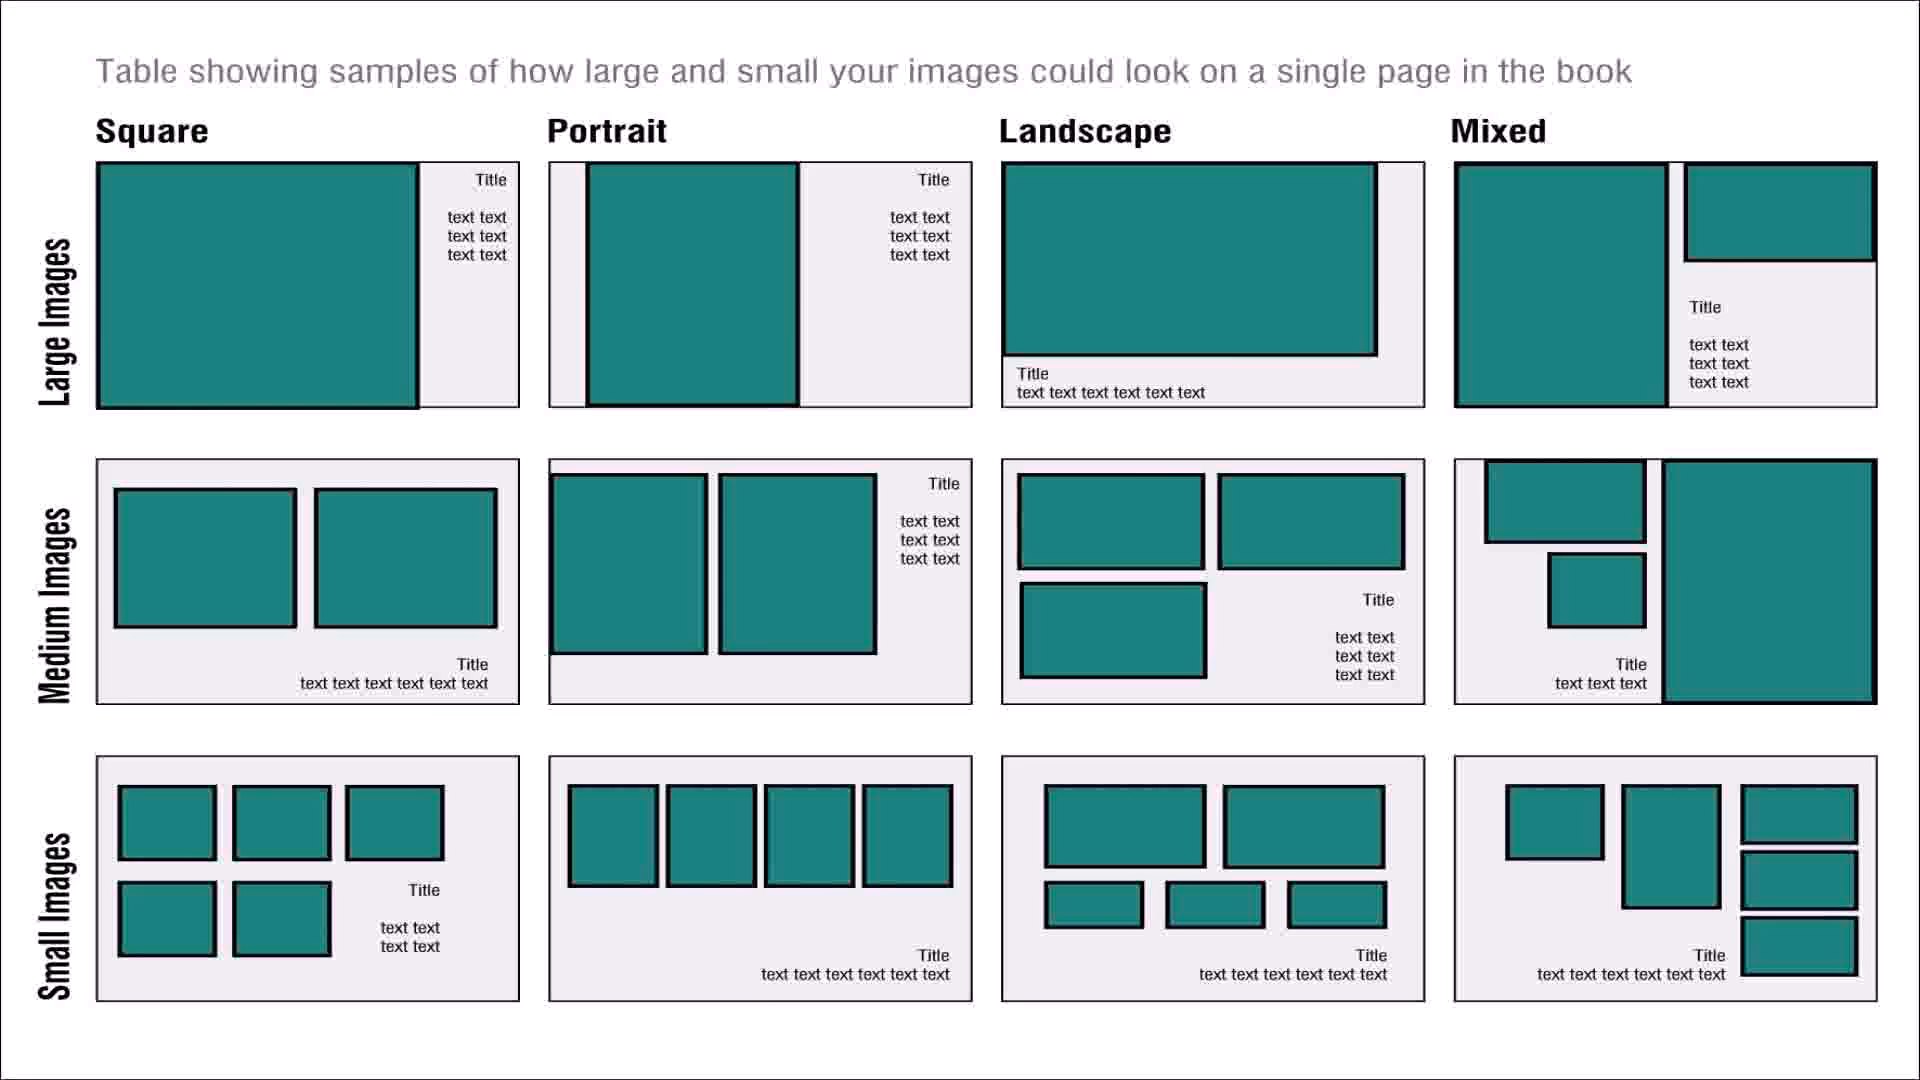 Table showing samples of how large and small your images could look on a single page in the book
Square
Portrait
Landscape
Mixed
Large Images
Title
text text
text text
text text
Title
text text
text text
text text
Title
text text text text text text
Title
text text
text text
text text
Medium Images
Title
text text text text text text
Title
text text
text text
text text
Title
text text
text text
text text
Title
text text text
Small Images
Title
text text
text text
Title
text text text text text text
Title
text text text text text text
Title
text text text text text text